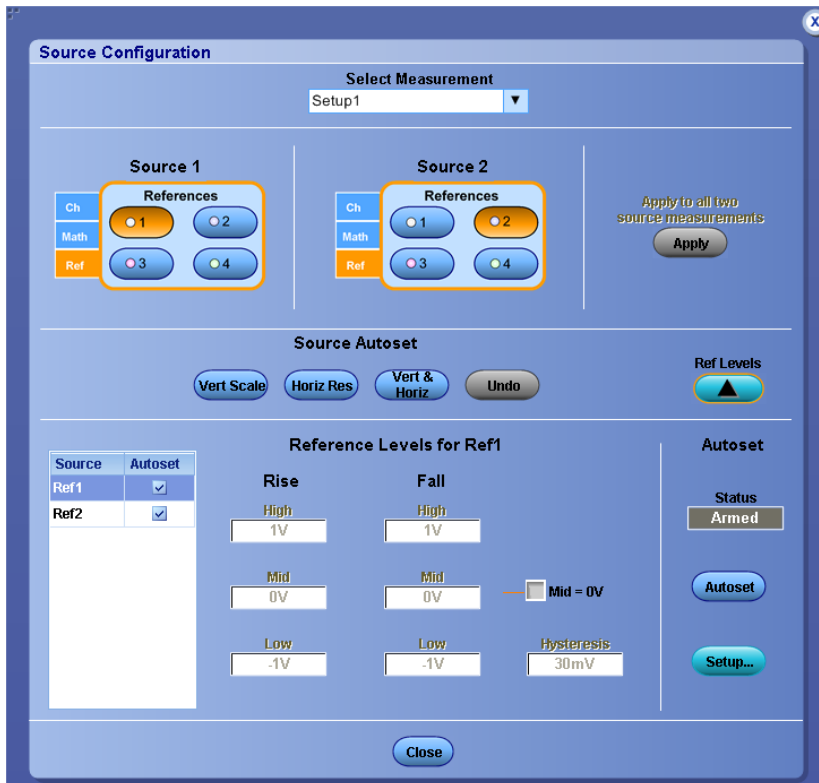 X
Source Configuration
Select Measurement
Setup1
Source 1
Source 2
Ch
Math
Ref
References
1
2
3
4
Ch
Math
Ref
References
1
2
3
4
Apply to all two
source measurements
Apply
Source Autoset
Vert Scale
Horiz Res
Vert &
Horiz
Undo
Ref Levels
Source Autoset
Ref1
Ref2
Reference Levels for Ref1
Rise
Fall
High
1V
High
1V
Mid
0V
Mid
0V
Mid = 0V
Low
-1V
Low
-1V
Hysteresis
30mV
Autoset
Status
Armed
Autoset
Setup...
Close